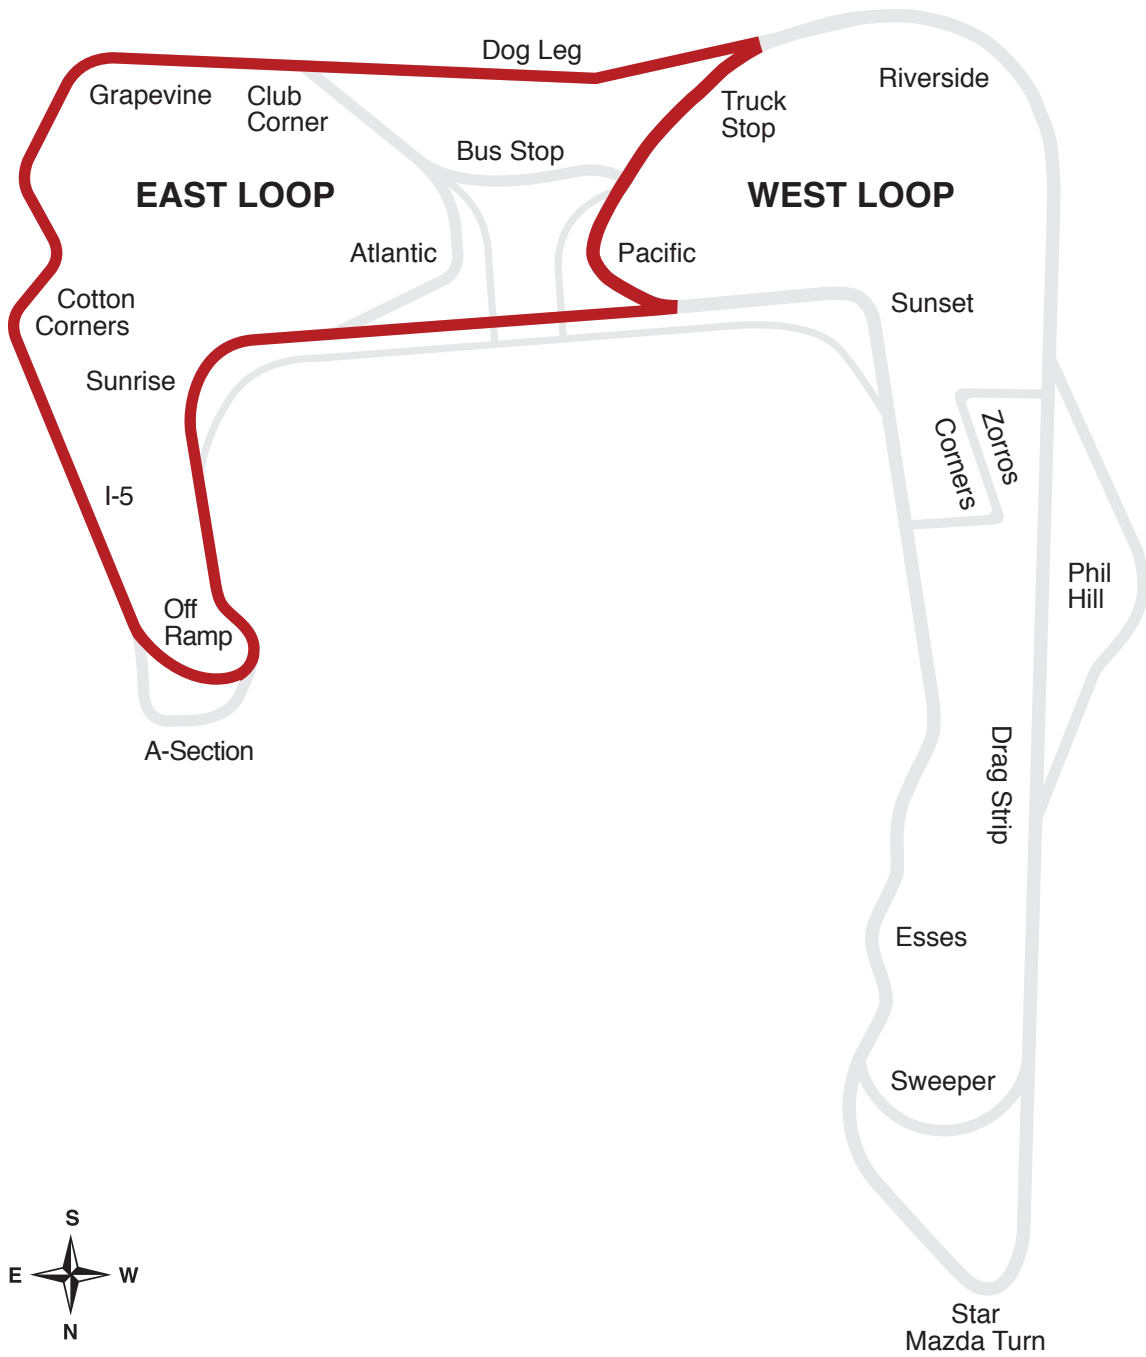 Dog Leg
Riverside
Grapevine
Club
Corner
Truck
Stop
Bus Stop
EAST LOOP
WEST LOOP
Atlantic
Pacific
Cotton
Corners
Sunset
Sunrise
Zorros
Corners
I-5
Phil
Hill
Off
Ramp
A-Section
Drag Strip
Esses
Sweeper
S
E
W
N
Star
Mazda Turn